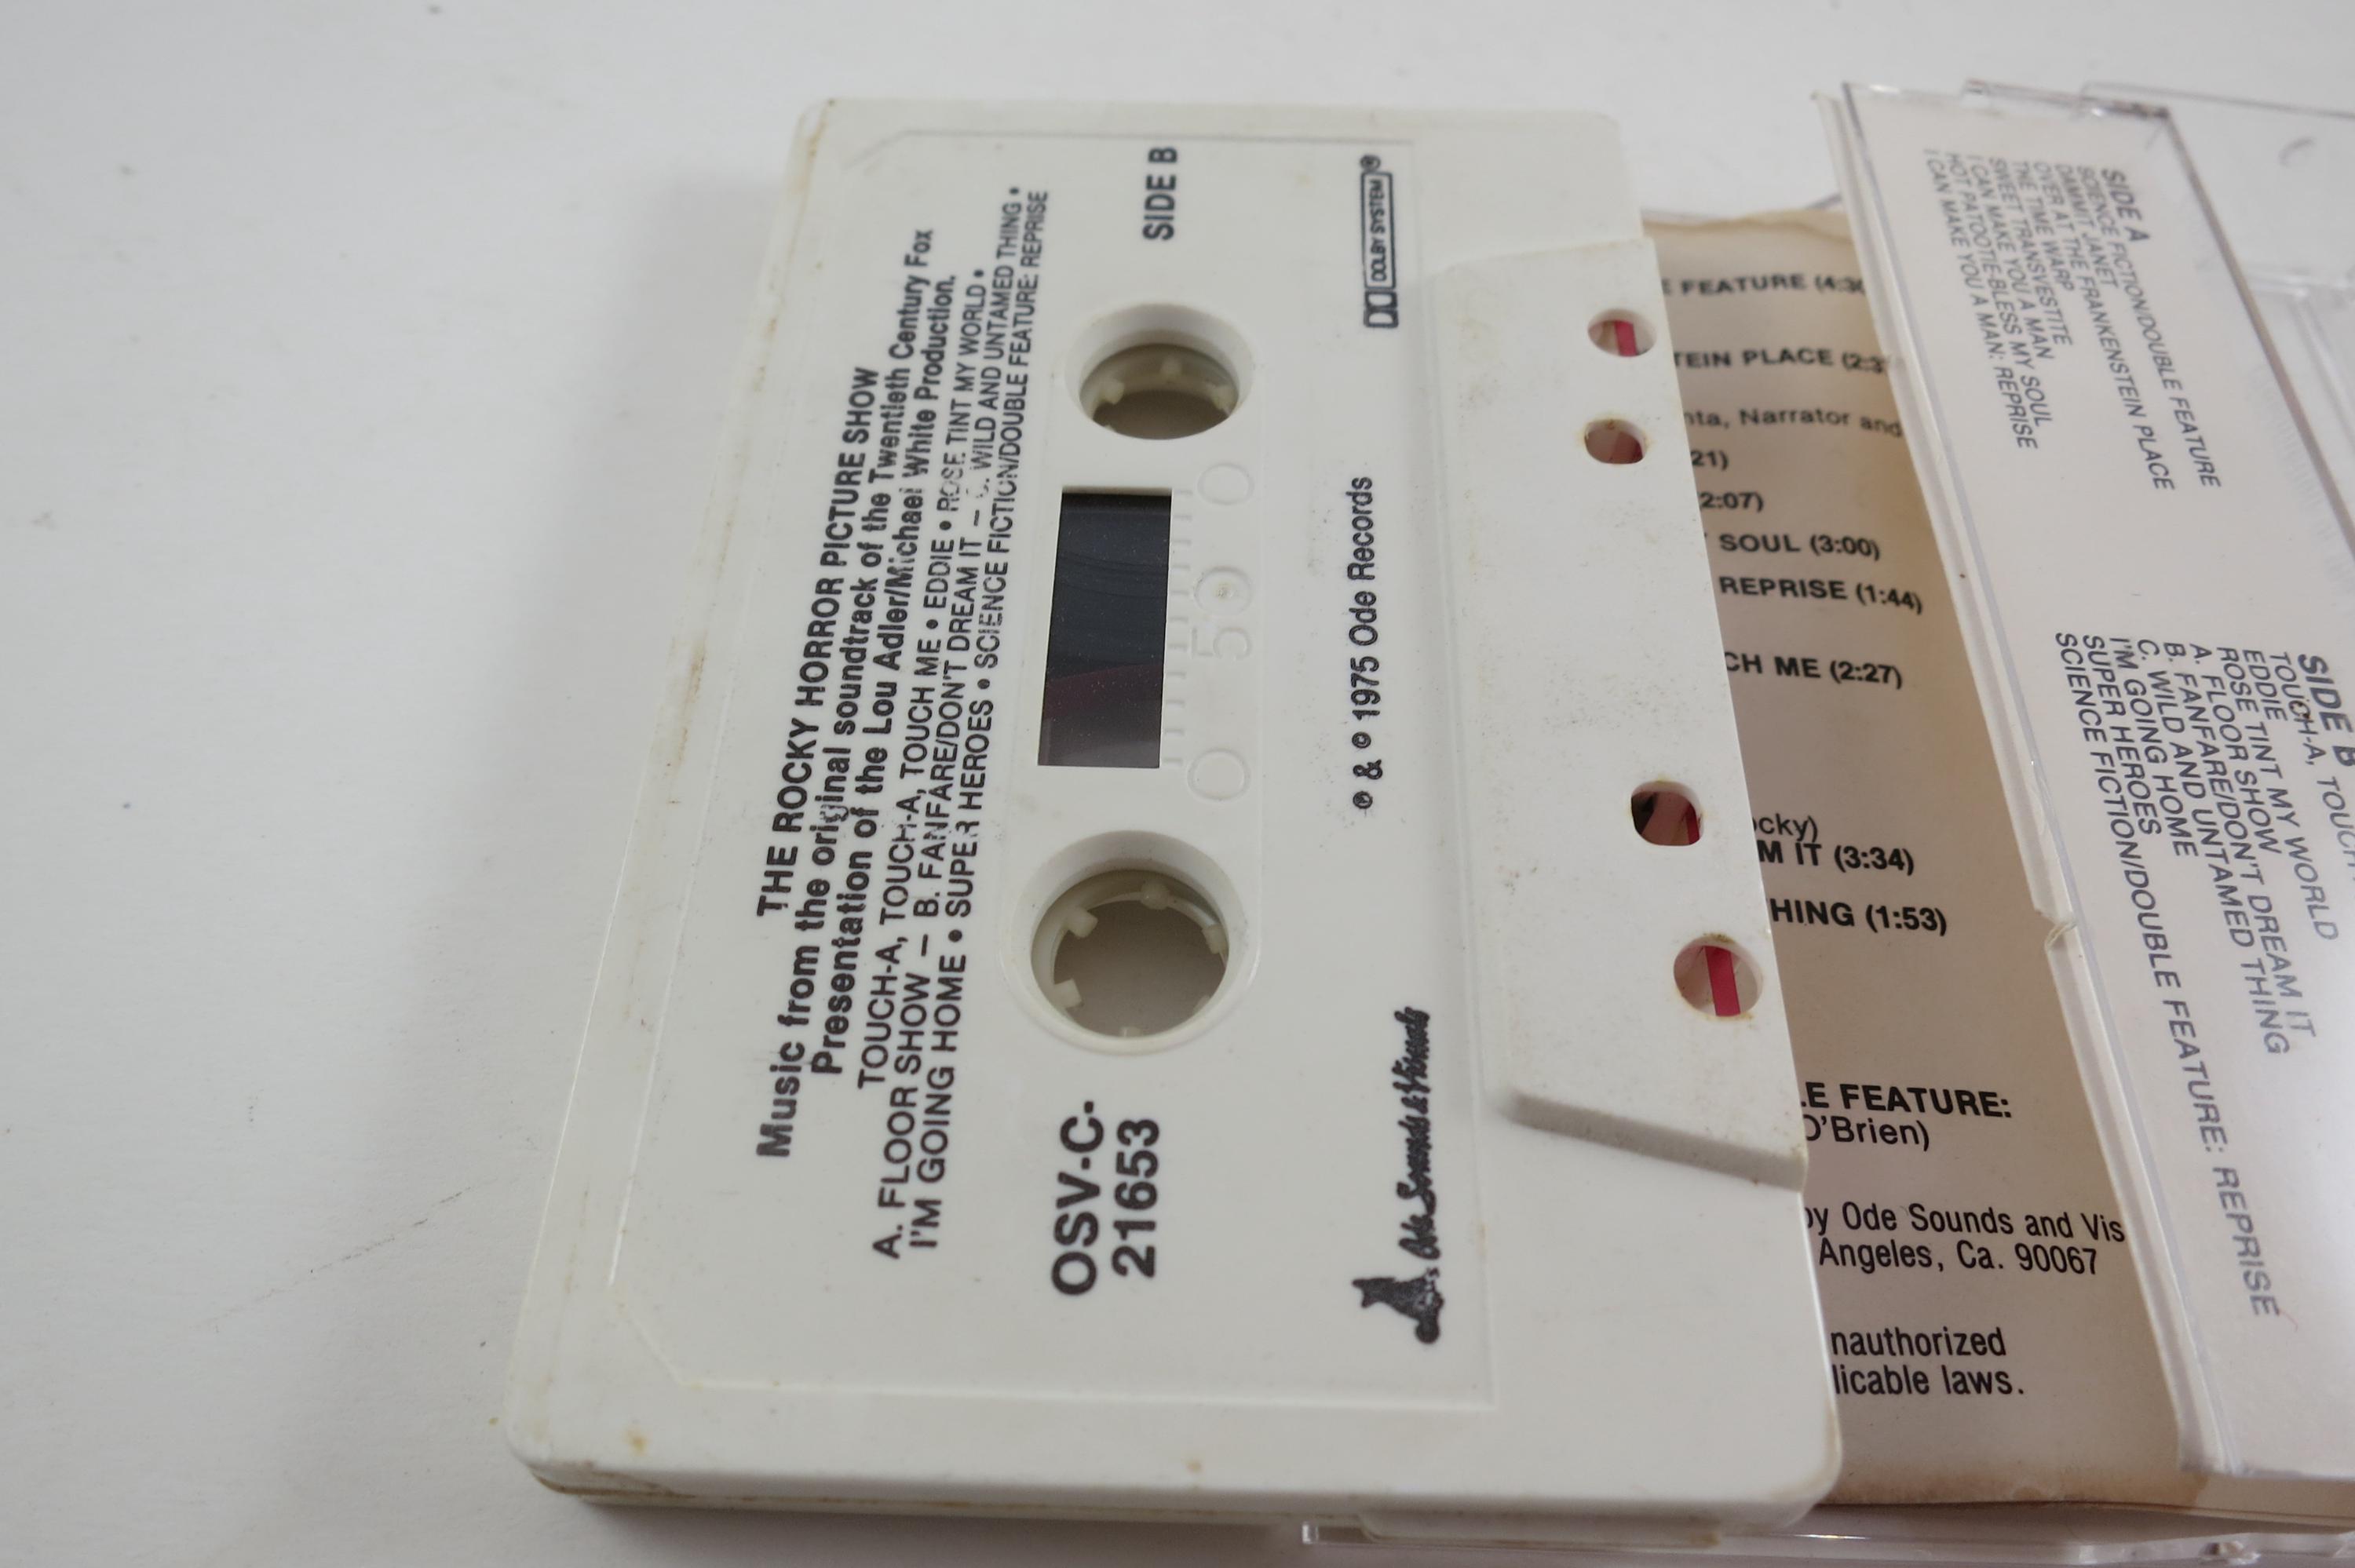 THE ROCKY HORROR PICTURE SHOW
Music from the original soundtrack of the Twentieth Century Fox
Presentation of the Lou Adler/Michael White Production.
TOUCH-A, TOUCH-A, TOUCH-A, TOUCH ME • EDDIE • ROSE TINT MY WORLD •
A. FLOOR SHOW — B. FANFARE/DON'T DREAM IT — C. WILD AND UNTAMED THING •
I'M GOING HOME • SUPER HEROES • SCIENCE FICTION/DOUBLE FEATURE: REPRISE
OSV-C-
21653
SIDE B
50
℗ & © 1975 Ode Records
Ode Sounds & Visuals
DOLBY SYSTEM®
E FEATURE (4:30
TEIN PLACE (2:3
nta, Narrator and
21)
2:07)
SOUL (3:00)
REPRISE (1:44)
CH ME (2:27)
ocky)
M IT (3:34)
HING (1:53)
LE FEATURE:
O'Brien)
by Ode Sounds and Vis
Angeles, Ca. 90067
nauthorized
licable laws.
SIDE A
SCIENCE FICTION/DOUBLE FEATURE
DAMMIT JANET
OVER AT THE FRANKENSTEIN PLACE
THE TIME WARP
SWEET TRANSVESTITE
I CAN MAKE YOU A MAN
HOT PATOOTIE-BLESS MY SOUL
I CAN MAKE YOU A MAN: REPRISE
SIDE B
TOUCH-A, TOUCH
EDDIE
ROSE TINT MY WORLD
A. FLOOR SHOW
B. FANFARE/DON'T DREAM IT
C. WILD AND UNTAMED THING
I'M GOING HOME
SUPER HEROES
SCIENCE FICTION/DOUBLE FEATURE: REPRISE